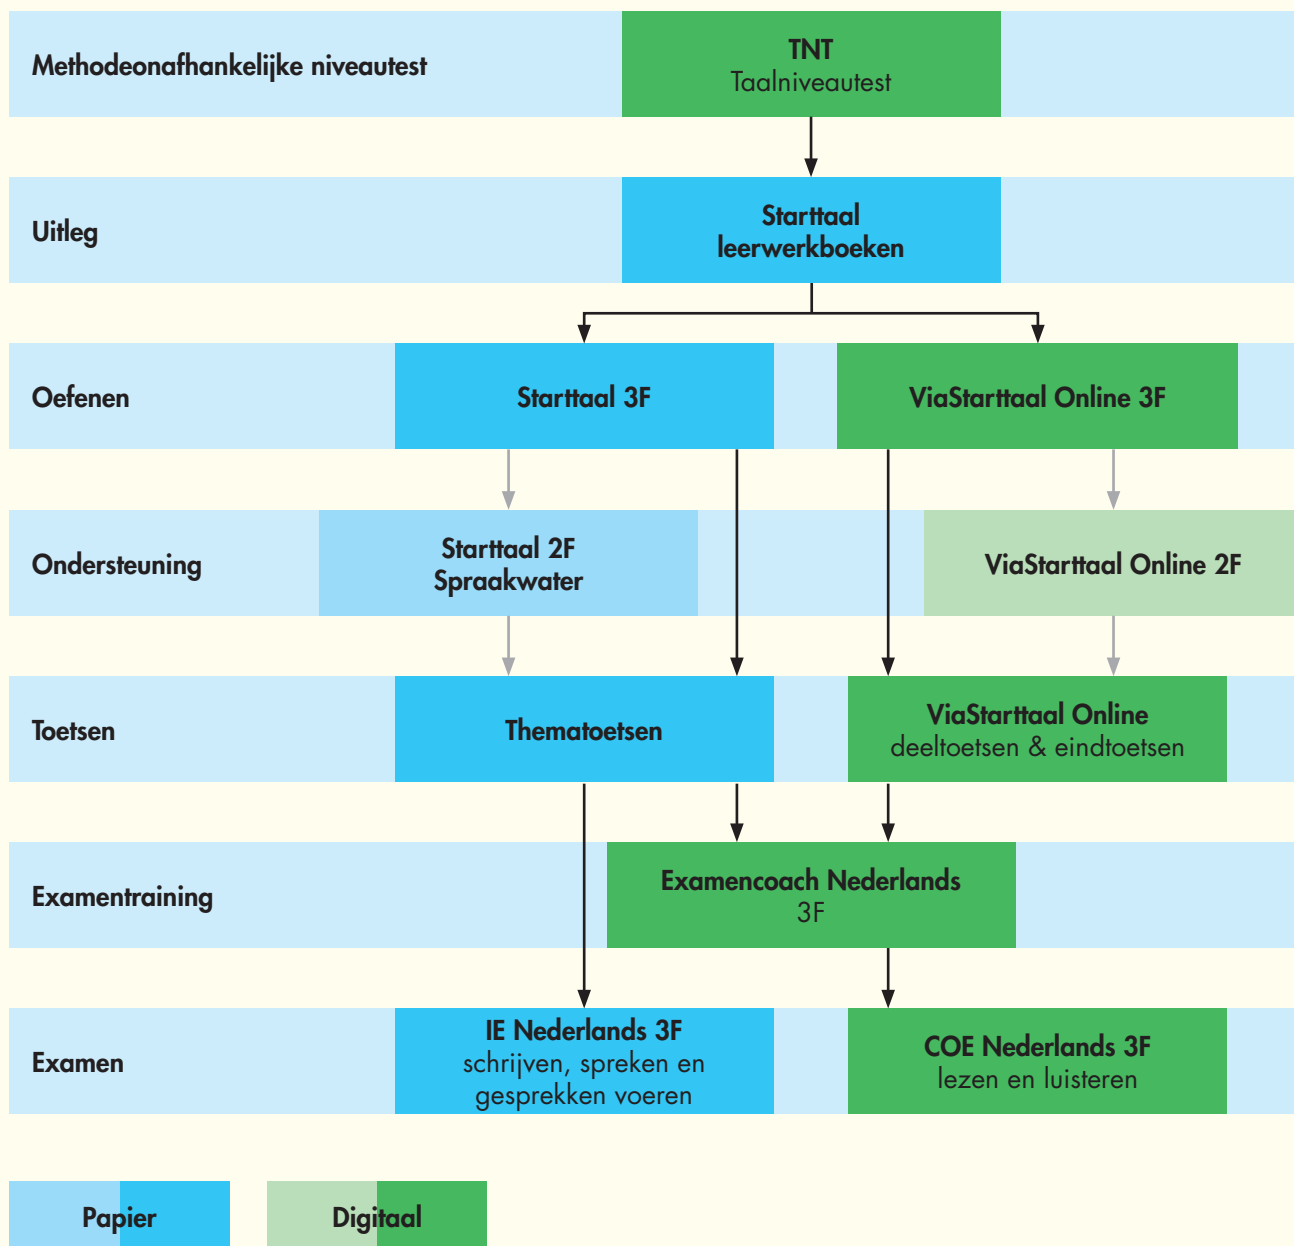 Methodeonafhankelijke niveautest
TNT
Taalniveautest
Uitleg
Starttaal
leerwerkboeken
Oefenen
Starttaal 3F
ViaStarttaal Online 3F
Ondersteuning
Starttaal 2F
Spraakwater
ViaStarttaal Online 2F
Toetsen
Thematoetsen
ViaStarttaal Online
deeltoetsen & eindtoetsen
Examentraining
Examencoach Nederlands
3F
Examen
IE Nederlands 3F
schrijven, spreken en
gesprekken voeren
COE Nederlands 3F
lezen en luisteren
Papier
Digitaal